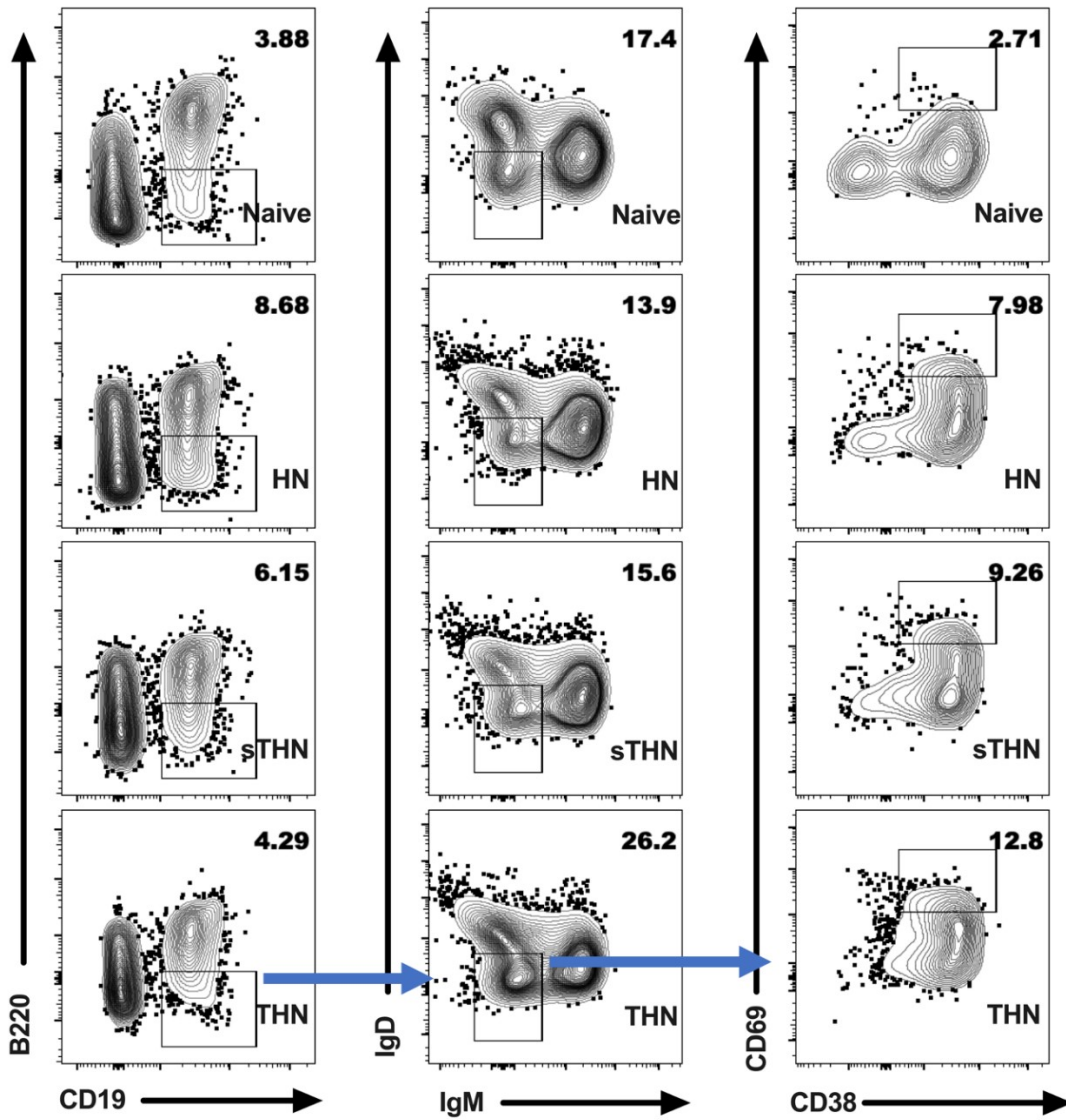 3.88
Naive
17.4
Naive
2.71
Naive
8.68
HN
13.9
HN
7.98
HN
6.15
sTHN
15.6
sTHN
9.26
sTHN
4.29
THN
26.2
THN
12.8
THN
B220
IgD
CD69
CD19
IgM
CD38